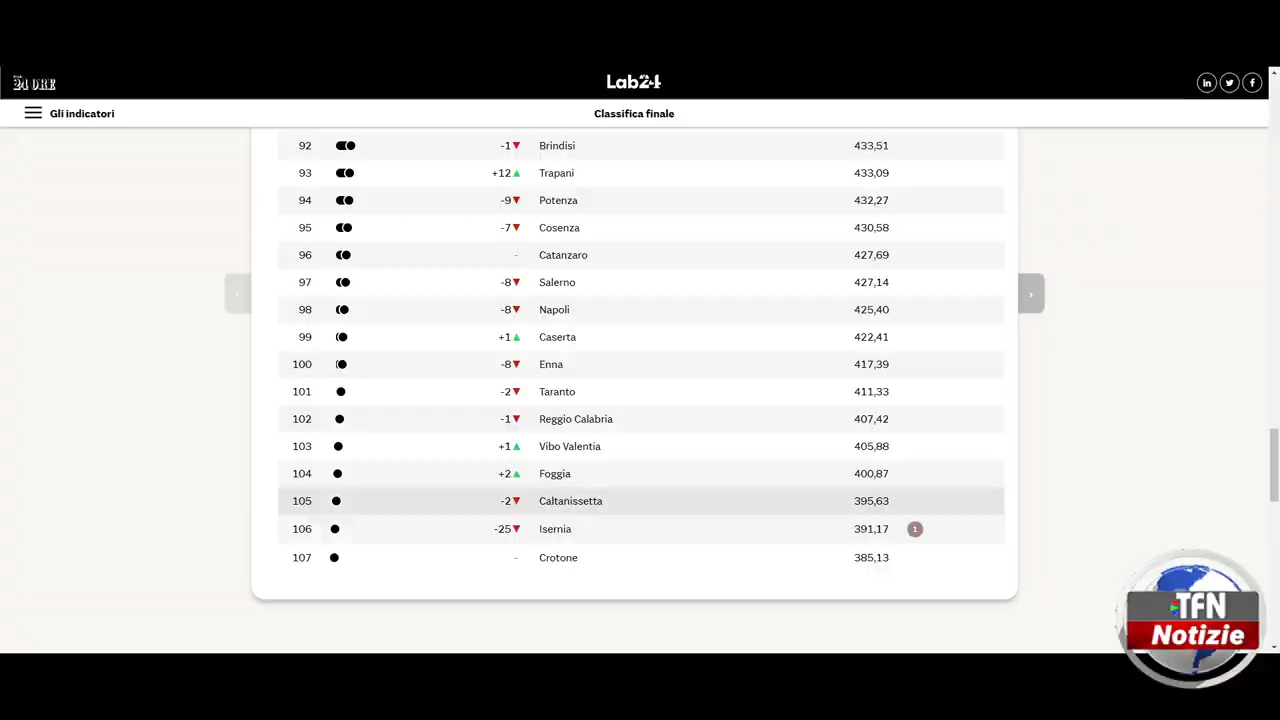 24 ORE
Lab24
Gli indicatori
Classifica finale
92 -1 Brindisi 433,51
93 +12 Trapani 433,09
94 -9 Potenza 432,27
95 -7 Cosenza 430,58
96 - Catanzaro 427,69
97 -8 Salerno 427,14
98 -8 Napoli 425,40
99 +1 Caserta 422,41
100 -8 Enna 417,39
101 -2 Taranto 411,33
102 -1 Reggio Calabria 407,42
103 +1 Vibo Valentia 405,88
104 +2 Foggia 400,87
105 -2 Caltanissetta 395,63
106 -25 Isernia 391,17 1
107 - Crotone 385,13
TFN
Notizie